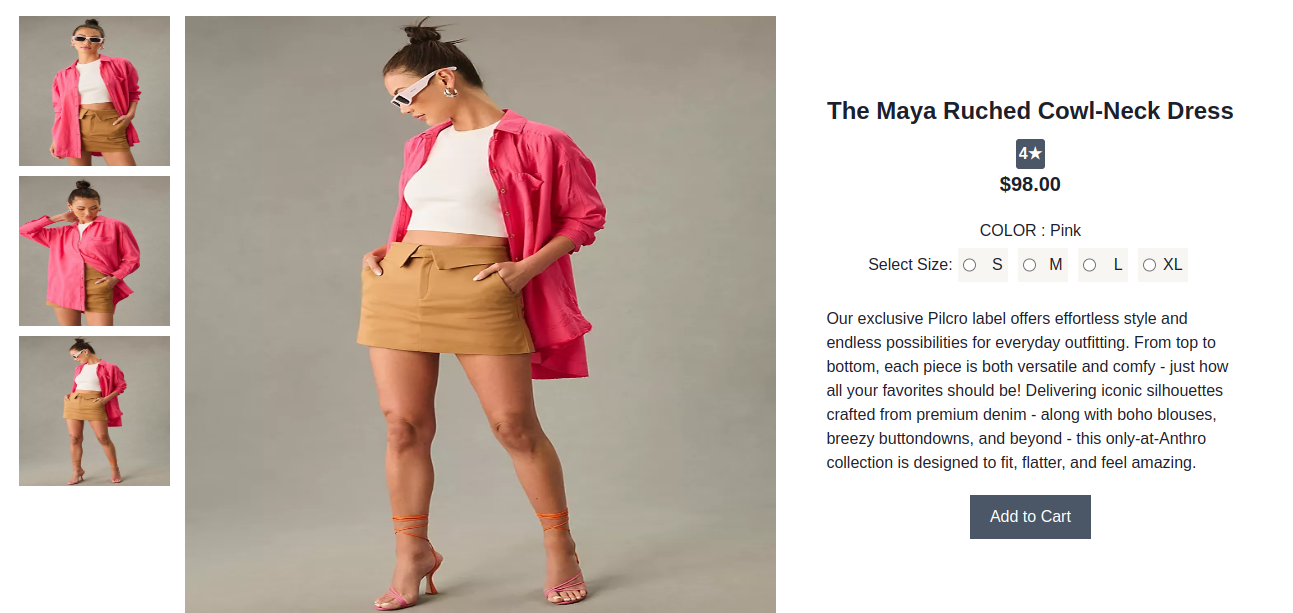 The Maya Ruched Cowl-Neck Dress
4★
$98.00
COLOR : Pink
Select Size: S M L XL
Our exclusive Pilcro label offers effortless style and
endless possibilities for everyday outfitting. From top to
bottom, each piece is both versatile and comfy - just how
all your favorites should be! Delivering iconic silhouettes
crafted from premium denim - along with boho blouses,
breezy buttondowns, and beyond - this only-at-Anthro
collection is designed to fit, flatter, and feel amazing.
Add to Cart